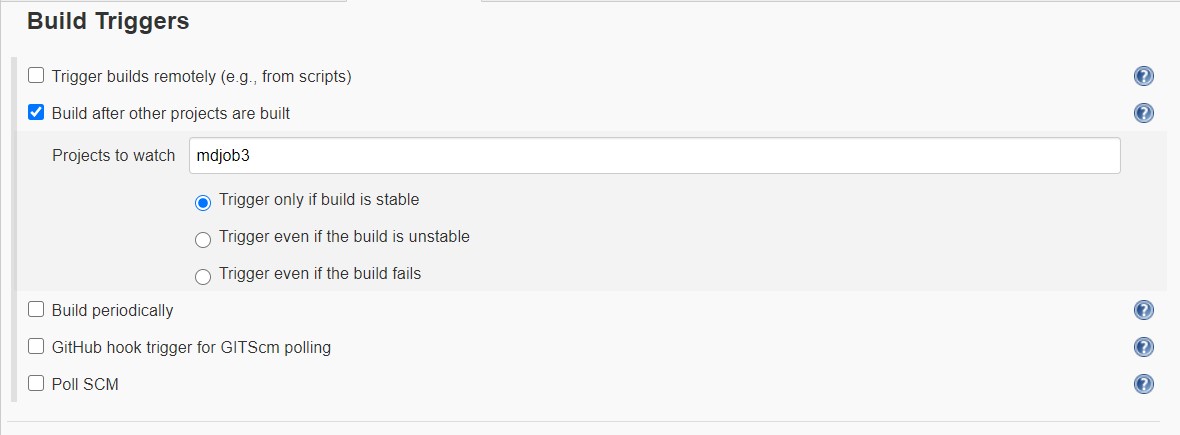 Build Triggers
Trigger builds remotely (e.g., from scripts)
?
Build after other projects are built
?
Projects to watch mdjob3
Trigger only if build is stable
Trigger even if the build is unstable
Trigger even if the build fails
Build periodically
?
GitHub hook trigger for GITScm polling
?
Poll SCM
?